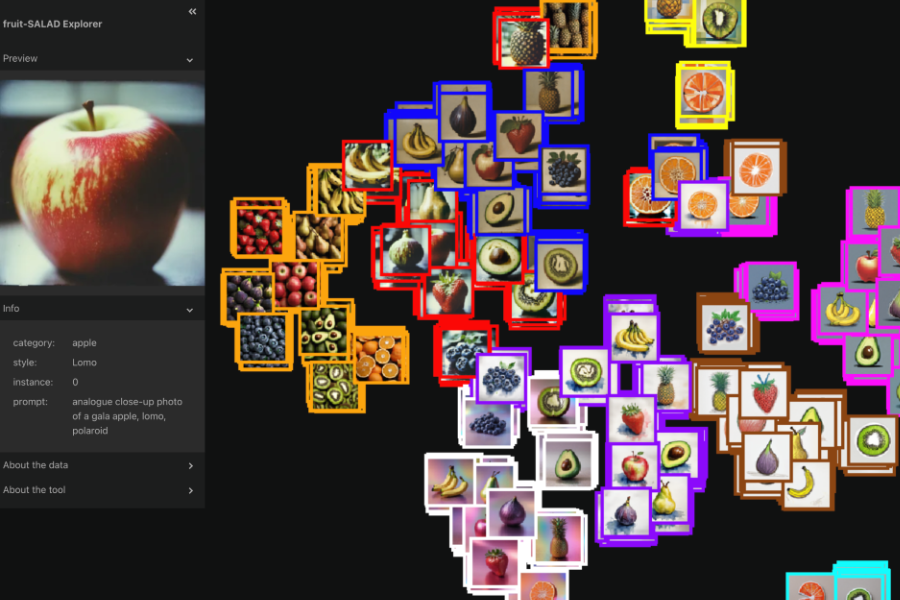 «
fruit-SALAD Explorer
Preview
Info
category: apple
style: Lomo
instance: 0
prompt: analogue close-up photo
of a gala apple, lomo,
polaroid
About the data
About the tool